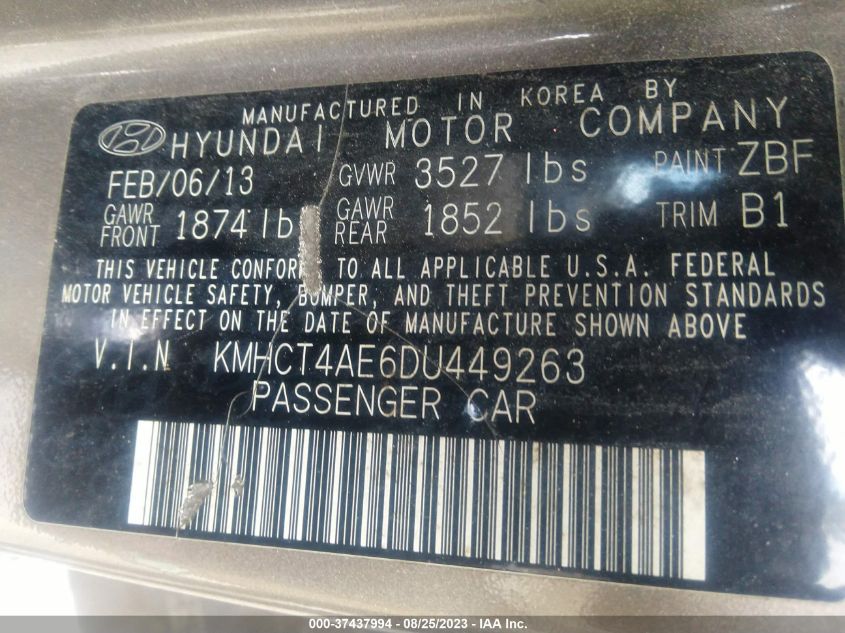 MANUFACTURED IN KOREA BY
HYUNDAI MOTOR COMPANY
FEB/06/13 GVWR 3527 lbs PAINT ZBF
GAWR FRONT 1874 lb GAWR REAR 1852 lbs TRIM B1
THIS VEHICLE CONFOR TO ALL APPLICABLE U.S.A. FEDERAL
MOTOR VEHICLE SAFETY, BUMPER, AND THEFT PREVENTION STANDARDS
IN EFFECT ON THE DATE OF MANUFACTURE SHOWN ABOVE
V.I.N KMHCT4AE6DU449263
PASSENGER CAR
000-37437994 - 08/25/2023 - IAA Inc.